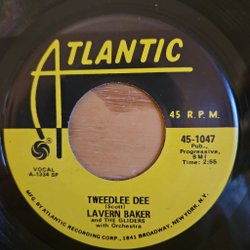 ATLANTIC
45 R.P.M.
45-1047
Pub.,
Progressive,
BMI
Time: 2:55
VOCAL
A-1334 SP
TWEEDLEE DEE
(Scott)
LAVERN BAKER
and THE GLIDERS
with Orchestra
MFG. BY ATLANTIC RECORDING CORP., 1841 BROADWAY, NEW YORK, N.Y.